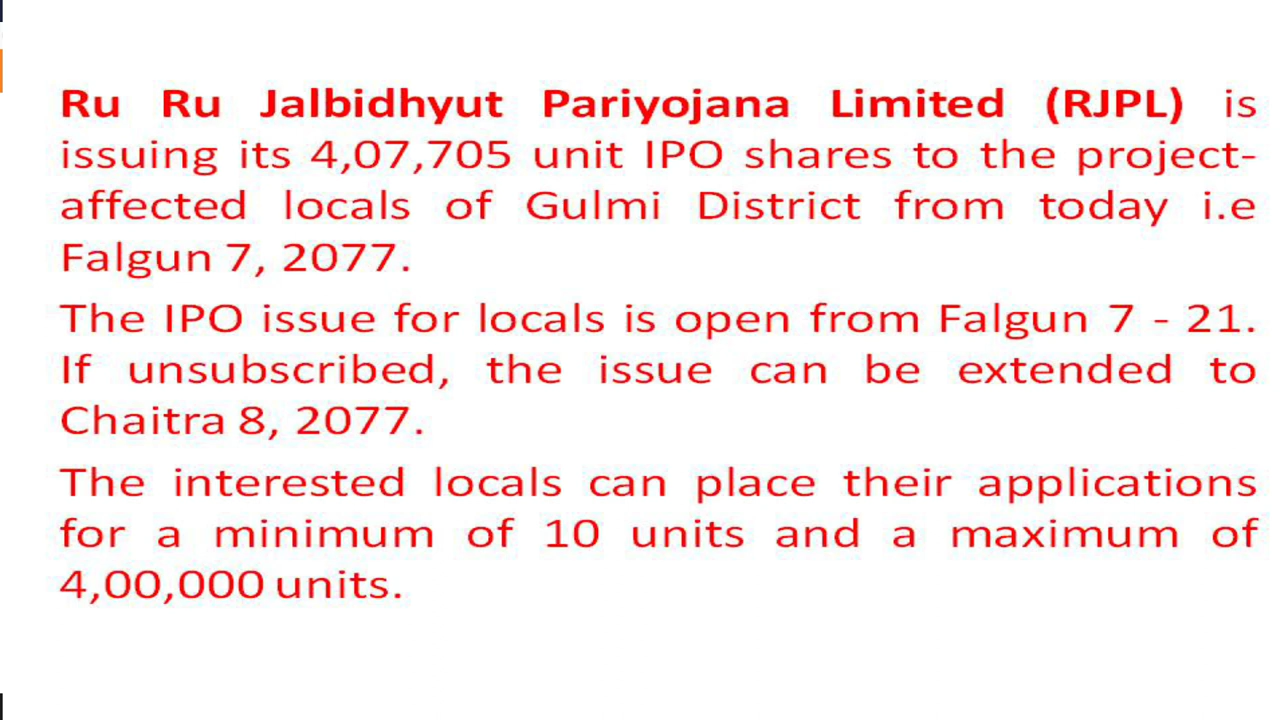 Ru Ru Jalbidhyut Pariyojana Limited (RJPL) is
issuing its 4,07,705 unit IPO shares to the project-
affected locals of Gulmi District from today i.e
Falgun 7, 2077.
The IPO issue for locals is open from Falgun 7 - 21.
If unsubscribed, the issue can be extended to
Chaitra 8, 2077.
The interested locals can place their applications
for a minimum of 10 units and a maximum of
4,00,000 units.